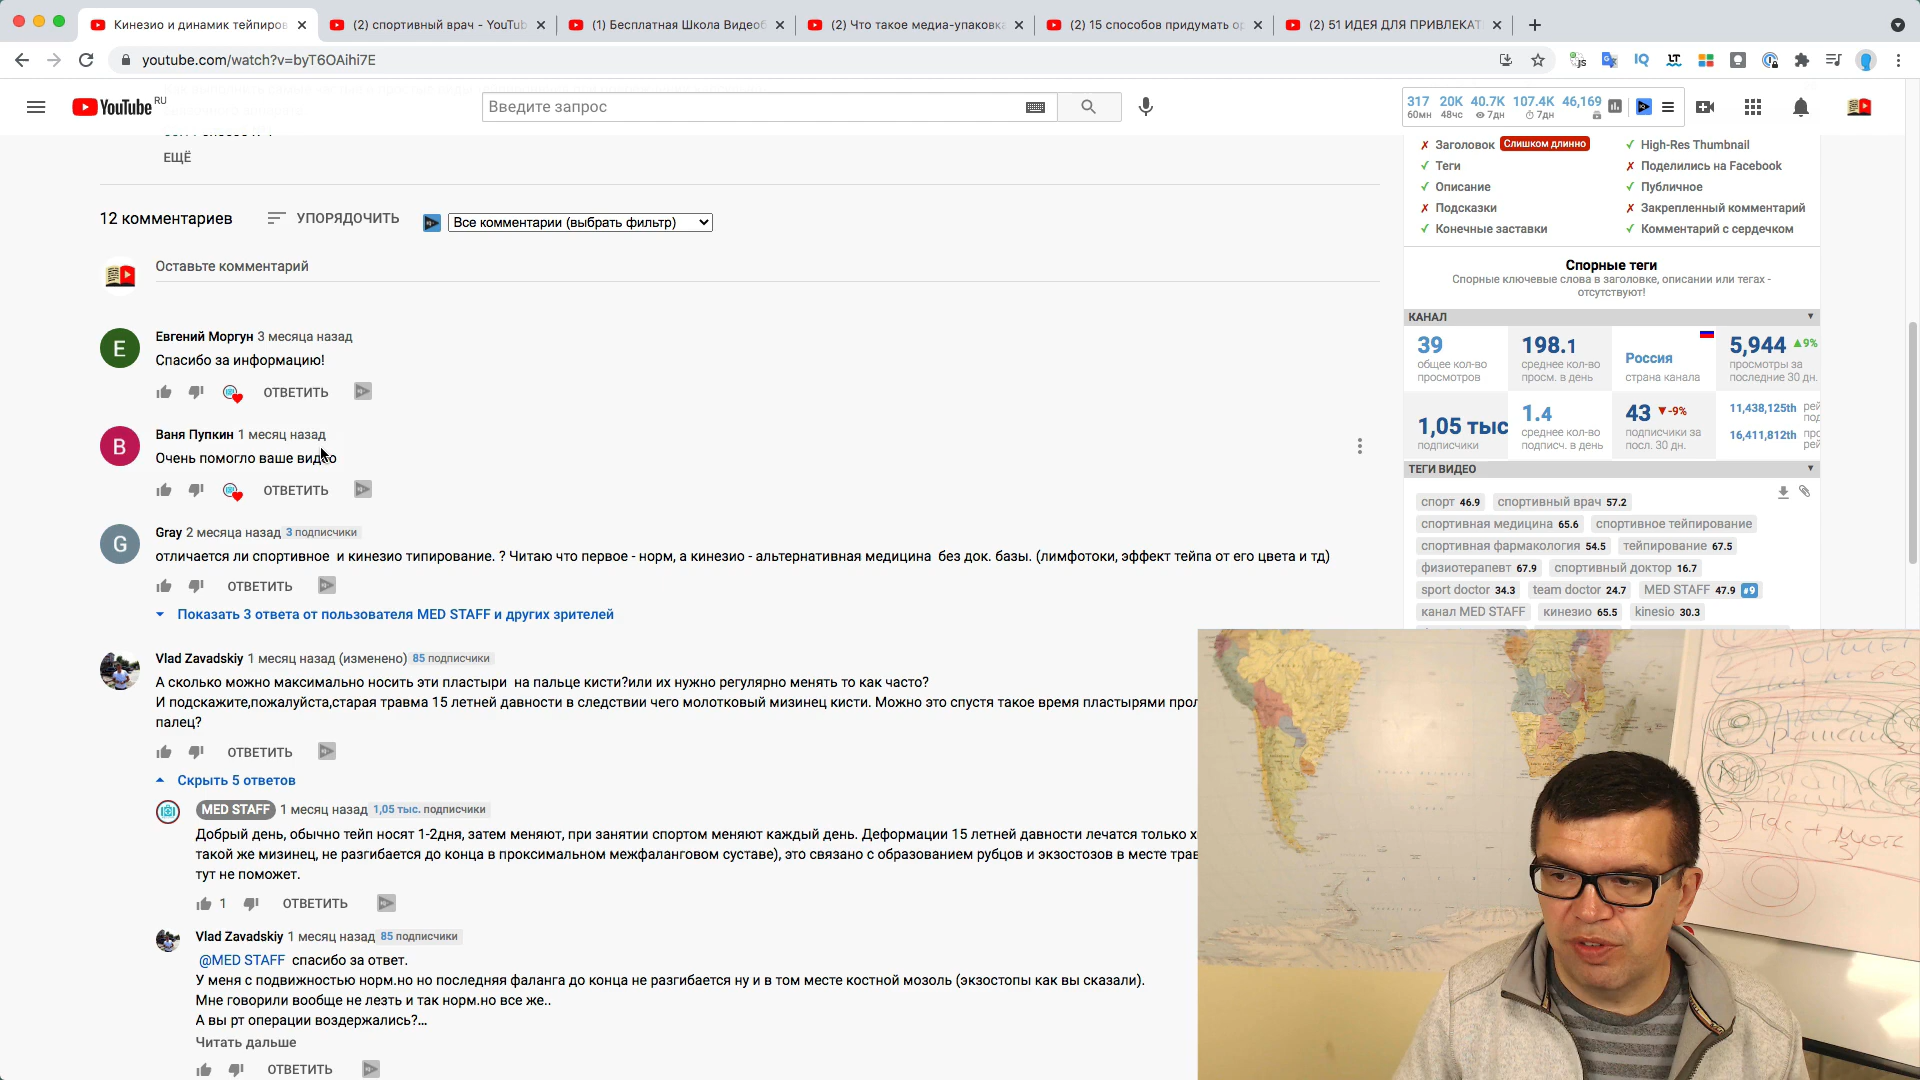 Кинезио и динамик тейпиров
(2) спортивный врач - YouTub
(1) Бесплатная Школа Видеоб
(2) Что такое медиа-упаковка
(2) 15 способов придумать ор
(2) 51 ИДЕЯ ДЛЯ ПРИВЛЕКАТ
youtube.com/watch?v=byT6OAihi7E
YouTube RU
Введите запрос
317 20K 40.7K 107.4K 46,169
60мн 48чс 7дн 7дн
ЕЩЁ
12 комментариев
УПОРЯДОЧИТЬ
Все комментарии (выбрать фильтр)
Оставьте комментарий
Евгений Моргун 3 месяца назад
Спасибо за информацию!
ОТВЕТИТЬ
Ваня Пупкин 1 месяц назад
Очень помогло ваше видео
ОТВЕТИТЬ
Gray 2 месяца назад 3 подписчики
отличается ли спортивное и кинезио типирование. ? Читаю что первое - норм, а кинезио - альтернативная медицина без док. базы. (лимфотоки, эффект тейпа от его цвета и тд)
ОТВЕТИТЬ
Показать 3 ответа от пользователя MED STAFF и других зрителей
Vlad Zavadskiy 1 месяц назад (изменено) 85 подписчики
А сколько можно максимально носить эти пластыри на пальце кисти?или их нужно регулярно менять то как часто?
И подскажите,пожалуйста,старая травма 15 летней давности в следствии чего молотковый мизинец кисти. Можно это спустя такое время пластырями прол
палец?
ОТВЕТИТЬ
Скрыть 5 ответов
MED STAFF 1 месяц назад 1,05 тыс. подписчики
Добрый день, обычно тейп носят 1-2дня, затем меняют, при занятии спортом меняют каждый день. Деформации 15 летней давности лечатся только х
такой же мизинец, не разгибается до конца в проксимальном межфаланговом суставе), это связано с образованием рубцов и экзостозов в месте трав
тут не поможет.
1 ОТВЕТИТЬ
Vlad Zavadskiy 1 месяц назад 85 подписчики
@MED STAFF спасибо за ответ.
У меня с подвижностью норм.но но последняя фаланга до конца не разгибается ну и в том месте костной мозоль (экзостопы как вы сказали).
Мне говорили вообще не лезть и так норм.но все же..
А вы рт операции воздержались?...
Читать дальше
ОТВЕТИТЬ
Заголовок Слишком длинно
Теги
Описание
Подсказки
Конечные заставки
High-Res Thumbnail
Поделились на Facebook
Публичное
Закрепленный комментарий
Комментарий с сердечком
Спорные теги
Спорные ключевые слова в заголовке, описании или тегах -
отсутствуют!
КАНАЛ
39
общее кол-во
просмотров
198.1
среднее кол-во
просм. в день
Россия
страна канала
5,944 9%
просмотры за
последние 30 дн.
1,05 тыс
подписчики
1.4
среднее кол-во
подписч. в день
43 -9%
подписчики за
посл. 30 дн.
11,438,125th
16,411,812th
ТЕГИ ВИДЕО
спорт 46.9 спортивный врач 57.2
спортивная медицина 65.6 спортивное тейпирование
спортивная фармакология 54.5 тейпирование 67.5
физиотерапевт 67.9 спортивный доктор 16.7
sport doctor 34.3 team doctor 24.7 MED STAFF 47.9 #9
канал MED STAFF кинезио 65.5 kinesio 30.3